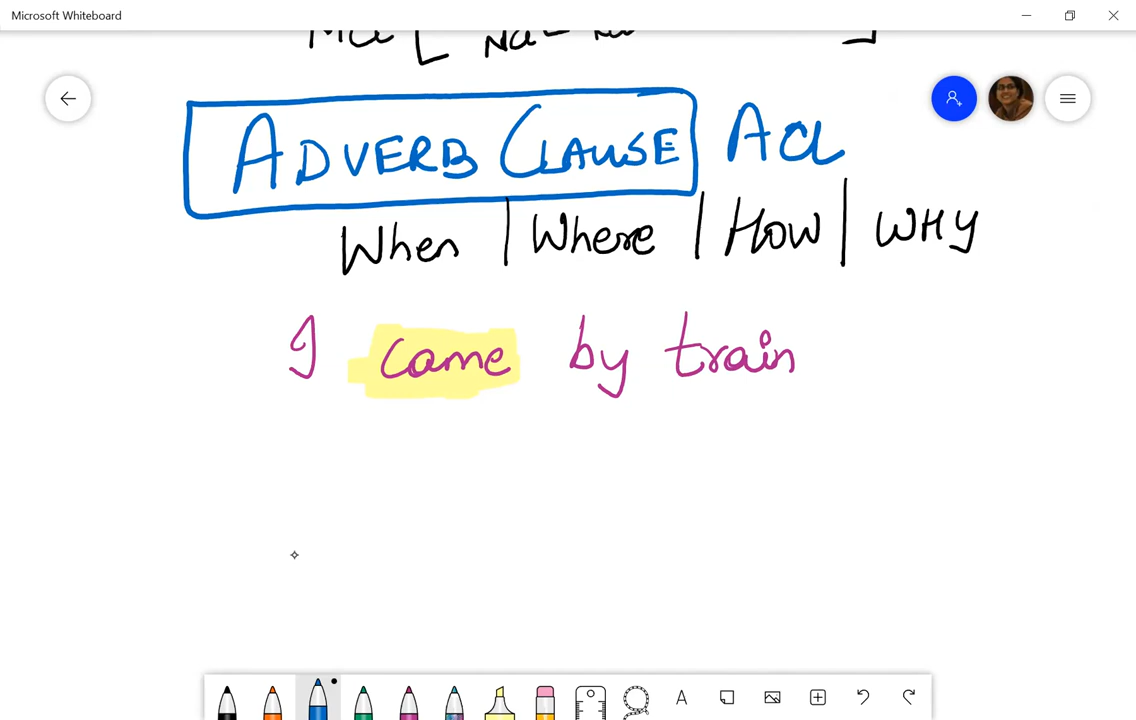 Microsoft Whiteboard
ADVERB CLAUSE ACl
When | Where | How | WHY
I came by train
A